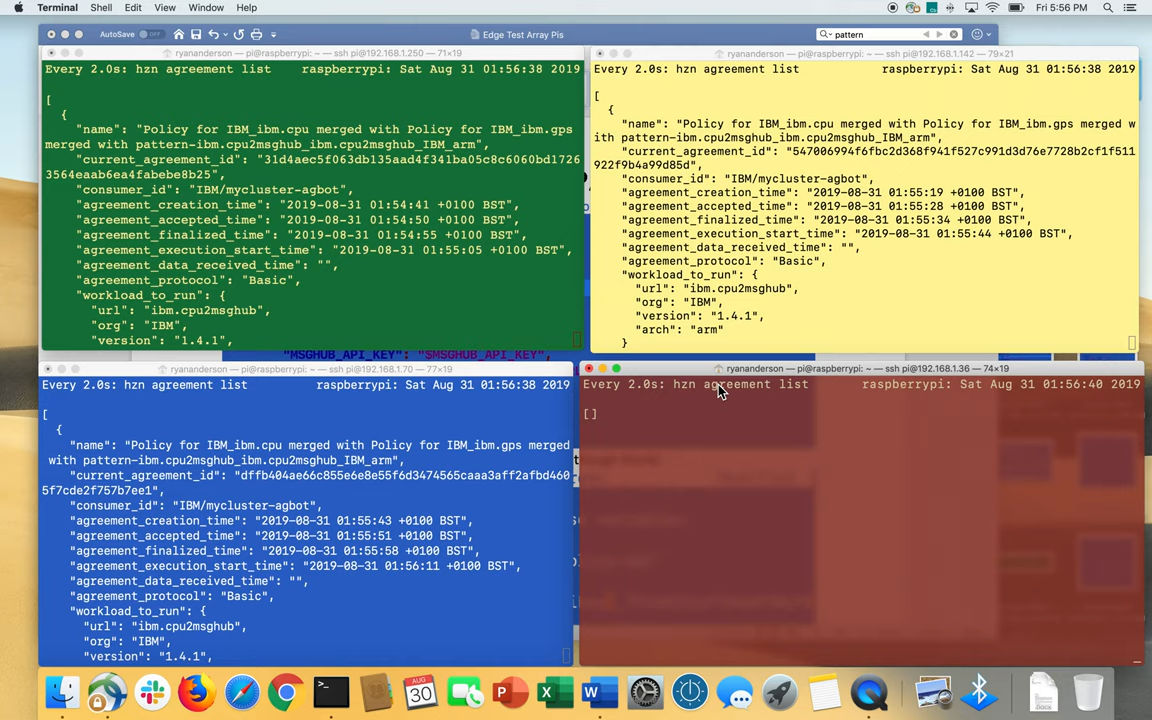 Terminal Shell Edit View Window Help Fri 5:56 PM
AutoSave OFF Edge Test Array Pis pattern
ryananderson — pi@raspberrypi: ~ — ssh pi@192.168.1.250 — 71×19
Every 2.0s: hzn agreement list raspberrypi: Sat Aug 31 01:56:38 2019
[
{
"name": "Policy for IBM_ibm.cpu merged with Policy for IBM_ibm.gps
merged with pattern-ibm.cpu2msghub_ibm.cpu2msghub_IBM_arm",
"current_agreement_id": "31d4aec5f063db135aad4f341ba05c8c6060bd1726
3564eaab6ea4fabebe8b25",
"consumer_id": "IBM/mycluster-agbot",
"agreement_creation_time": "2019-08-31 01:54:41 +0100 BST",
"agreement_accepted_time": "2019-08-31 01:54:50 +0100 BST",
"agreement_finalized_time": "2019-08-31 01:54:55 +0100 BST",
"agreement_execution_start_time": "2019-08-31 01:55:05 +0100 BST",
"agreement_data_received_time": "",
"agreement_protocol": "Basic",
"workload_to_run": {
"url": "ibm.cpu2msghub",
"org": "IBM",
"version": "1.4.1",
ryananderson — pi@raspberrypi: ~ — ssh pi@192.168.1.142 — 79×21
Every 2.0s: hzn agreement list raspberrypi: Sat Aug 31 01:56:38 2019
[
{
"name": "Policy for IBM_ibm.cpu merged with Policy for IBM_ibm.gps merged w
ith pattern-ibm.cpu2msghub_ibm.cpu2msghub_IBM_arm",
"current_agreement_id": "547006994f6fbc2d368f941f527c991d3d76e7728b2cf1f511
922f9b4a99d85d",
"consumer_id": "IBM/mycluster-agbot",
"agreement_creation_time": "2019-08-31 01:55:19 +0100 BST",
"agreement_accepted_time": "2019-08-31 01:55:28 +0100 BST",
"agreement_finalized_time": "2019-08-31 01:55:34 +0100 BST",
"agreement_execution_start_time": "2019-08-31 01:55:44 +0100 BST",
"agreement_data_received_time": "",
"agreement_protocol": "Basic",
"workload_to_run": {
"url": "ibm.cpu2msghub",
"org": "IBM",
"version": "1.4.1",
"arch": "arm"
}
"MSGHUB_API_KEY": "$MSGHUB_API_KEY",
ryananderson — pi@raspberrypi: ~ — ssh pi@192.168.1.70 — 77×19
Every 2.0s: hzn agreement list raspberrypi: Sat Aug 31 01:56:38 2019
[
{
"name": "Policy for IBM_ibm.cpu merged with Policy for IBM_ibm.gps merged
with pattern-ibm.cpu2msghub_ibm.cpu2msghub_IBM_arm",
"current_agreement_id": "dffb404ae66c855e6e8e55f6d3474565caaa3aff2afbd460
5f7cde2f757b7ee1",
"consumer_id": "IBM/mycluster-agbot",
"agreement_creation_time": "2019-08-31 01:55:43 +0100 BST",
"agreement_accepted_time": "2019-08-31 01:55:51 +0100 BST",
"agreement_finalized_time": "2019-08-31 01:55:58 +0100 BST",
"agreement_execution_start_time": "2019-08-31 01:56:11 +0100 BST",
"agreement_data_received_time": "",
"agreement_protocol": "Basic",
"workload_to_run": {
"url": "ibm.cpu2msghub",
"org": "IBM",
"version": "1.4.1",
ryananderson — pi@raspberrypi: ~ — ssh pi@192.168.1.36 — 74×19
Every 2.0s: hzn agreement list raspberrypi: Sat Aug 31 01:56:40 2019
[]
AUG
30